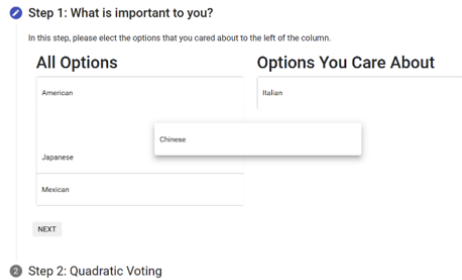 Step 1: What is important to you?
In this step, please elect the options that you cared about to the left of the column.
All Options
Options You Care About
American
Italian
Chinese
Japanese
Mexican
NEXT
2 Step 2: Quadratic Voting